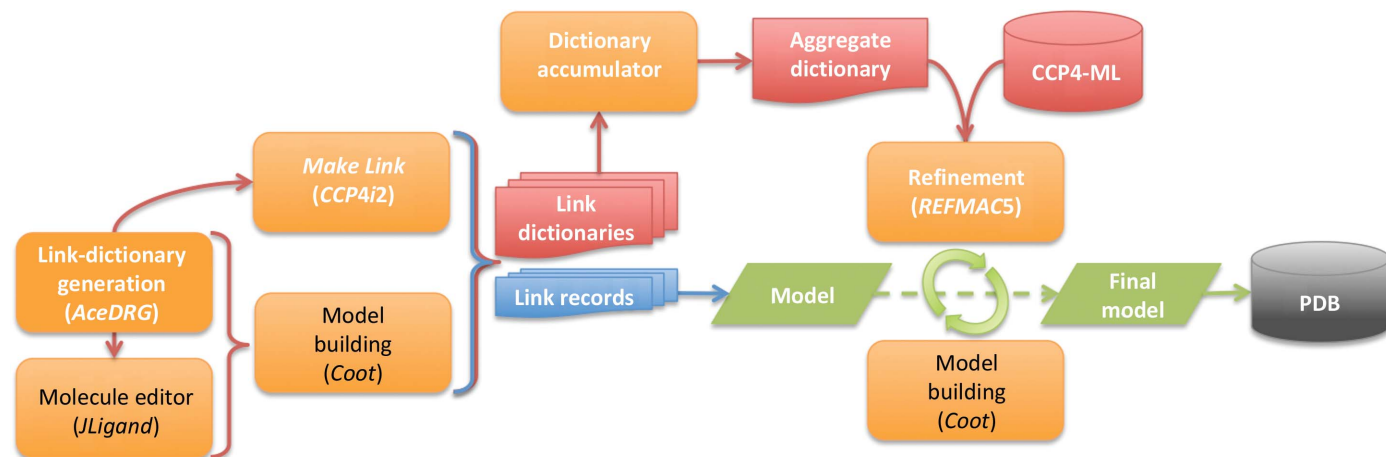 Dictionary
accumulator
Aggregate
dictionary
CCP4-ML
Make Link
(CCP4i2)
Link
dictionaries
Refinement
(REFMAC5)
Link-dictionary
generation
(AceDRG)
Link records
Model
Final
model
PDB
Model
building
(Coot)
Molecule editor
(JLigand)
Model
building
(Coot)